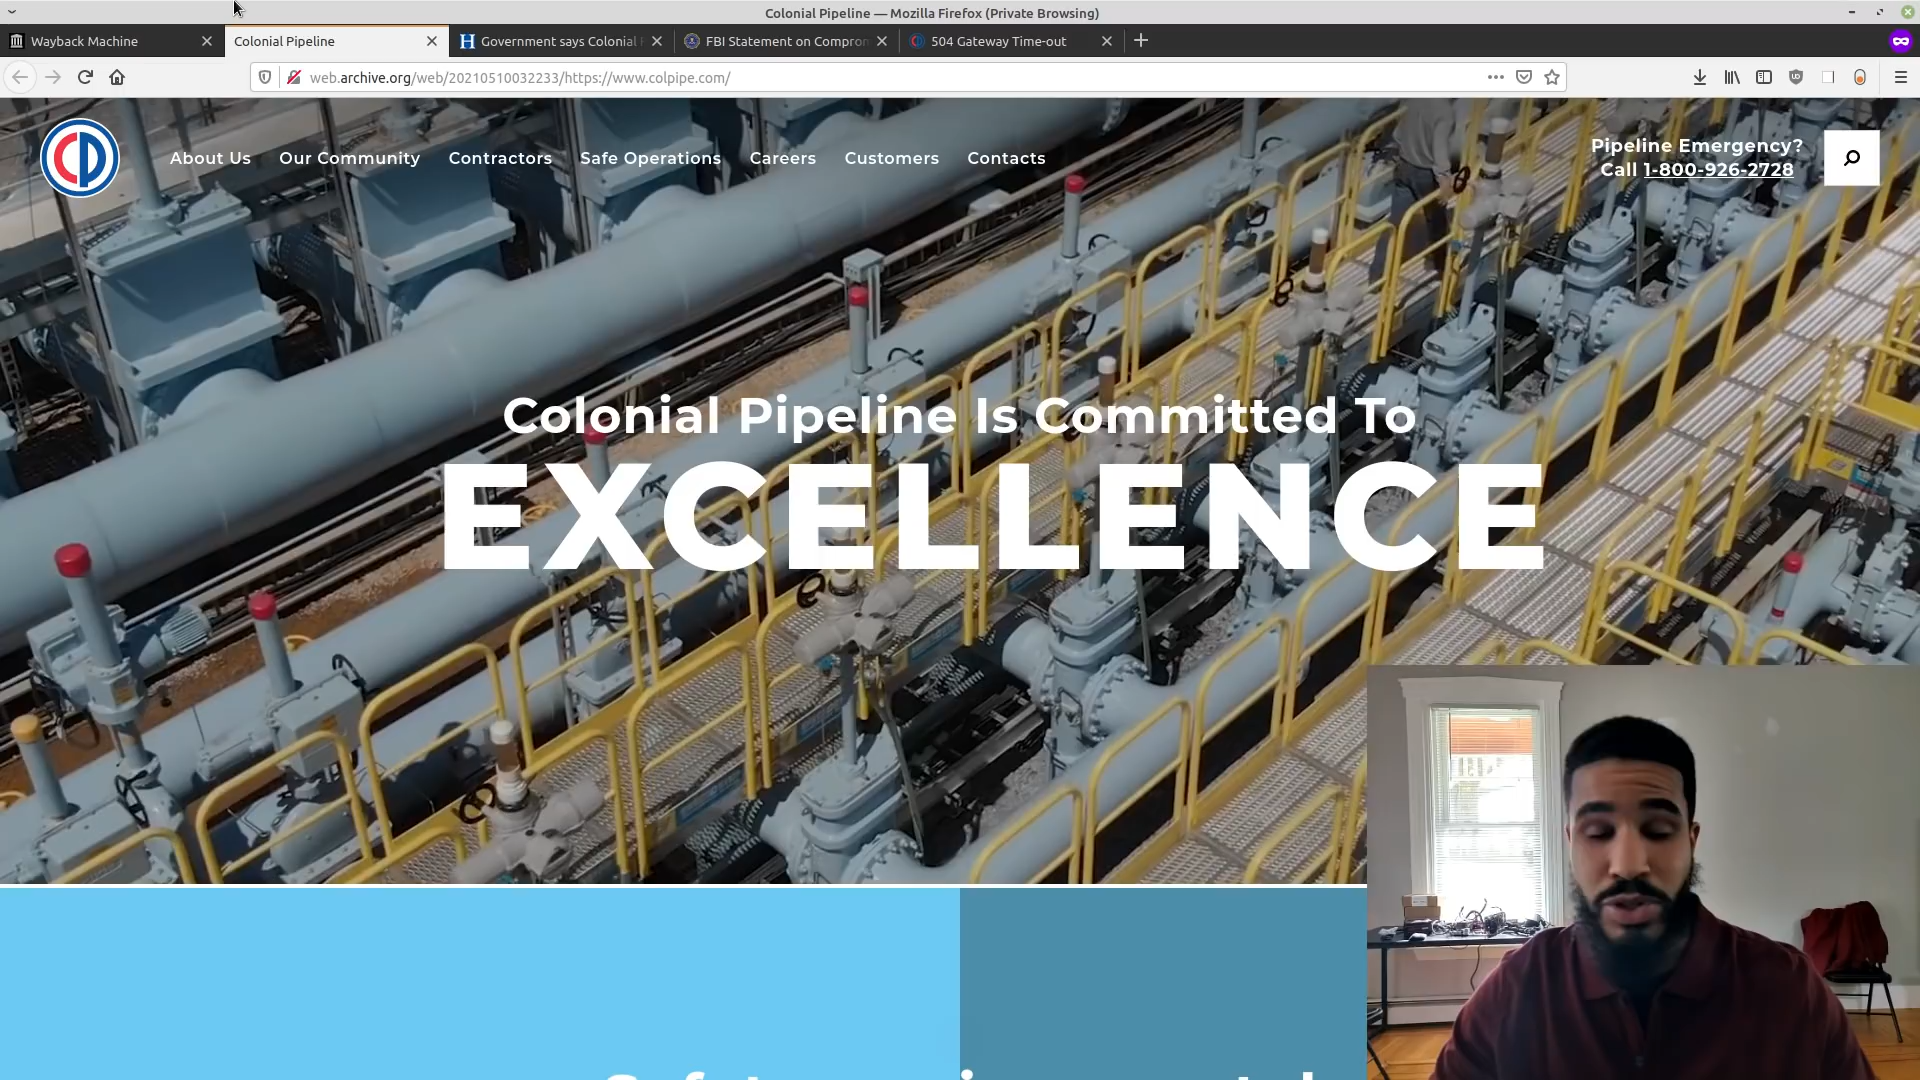 Colonial Pipeline — Mozilla Firefox (Private Browsing)
Wayback Machine
Colonial Pipeline
Government says Colonial
FBI Statement on Compron
504 Gateway Time-out
web.archive.org/web/20210510032233/https://www.colpipe.com/
About Us
Our Community
Contractors
Safe Operations
Careers
Customers
Contacts
Pipeline Emergency?
Call 1-800-926-2728
Colonial Pipeline Is Committed To
EXCELLENCE